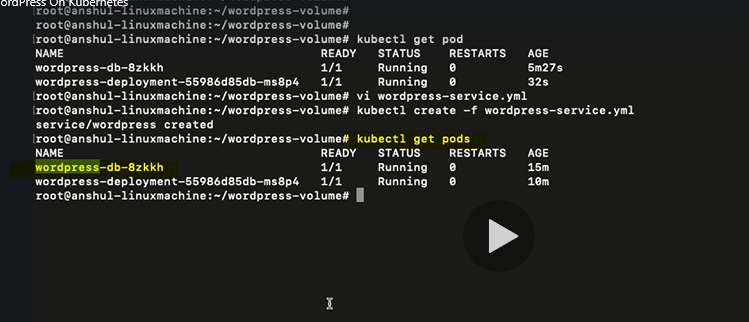 ordPress On Kubernetes
root@anshul-linuxmachine:~/wordpress-volume#
root@anshul-linuxmachine:~/wordpress-volume#
root@anshul-linuxmachine:~/wordpress-volume# kubectl get pod
NAME READY STATUS RESTARTS AGE
wordpress-db-8zkkh 1/1 Running 0 5m27s
wordpress-deployment-55986d85db-ms8p4 1/1 Running 0 32s
root@anshul-linuxmachine:~/wordpress-volume# vi wordpress-service.yml
root@anshul-linuxmachine:~/wordpress-volume# kubectl create -f wordpress-service.yml
service/wordpress created
root@anshul-linuxmachine:~/wordpress-volume# kubectl get pods
NAME READY STATUS RESTARTS AGE
wordpress-db-8zkkh 1/1 Running 0 15m
wordpress-deployment-55986d85db-ms8p4 1/1 Running 0 10m
root@anshul-linuxmachine:~/wordpress-volume#